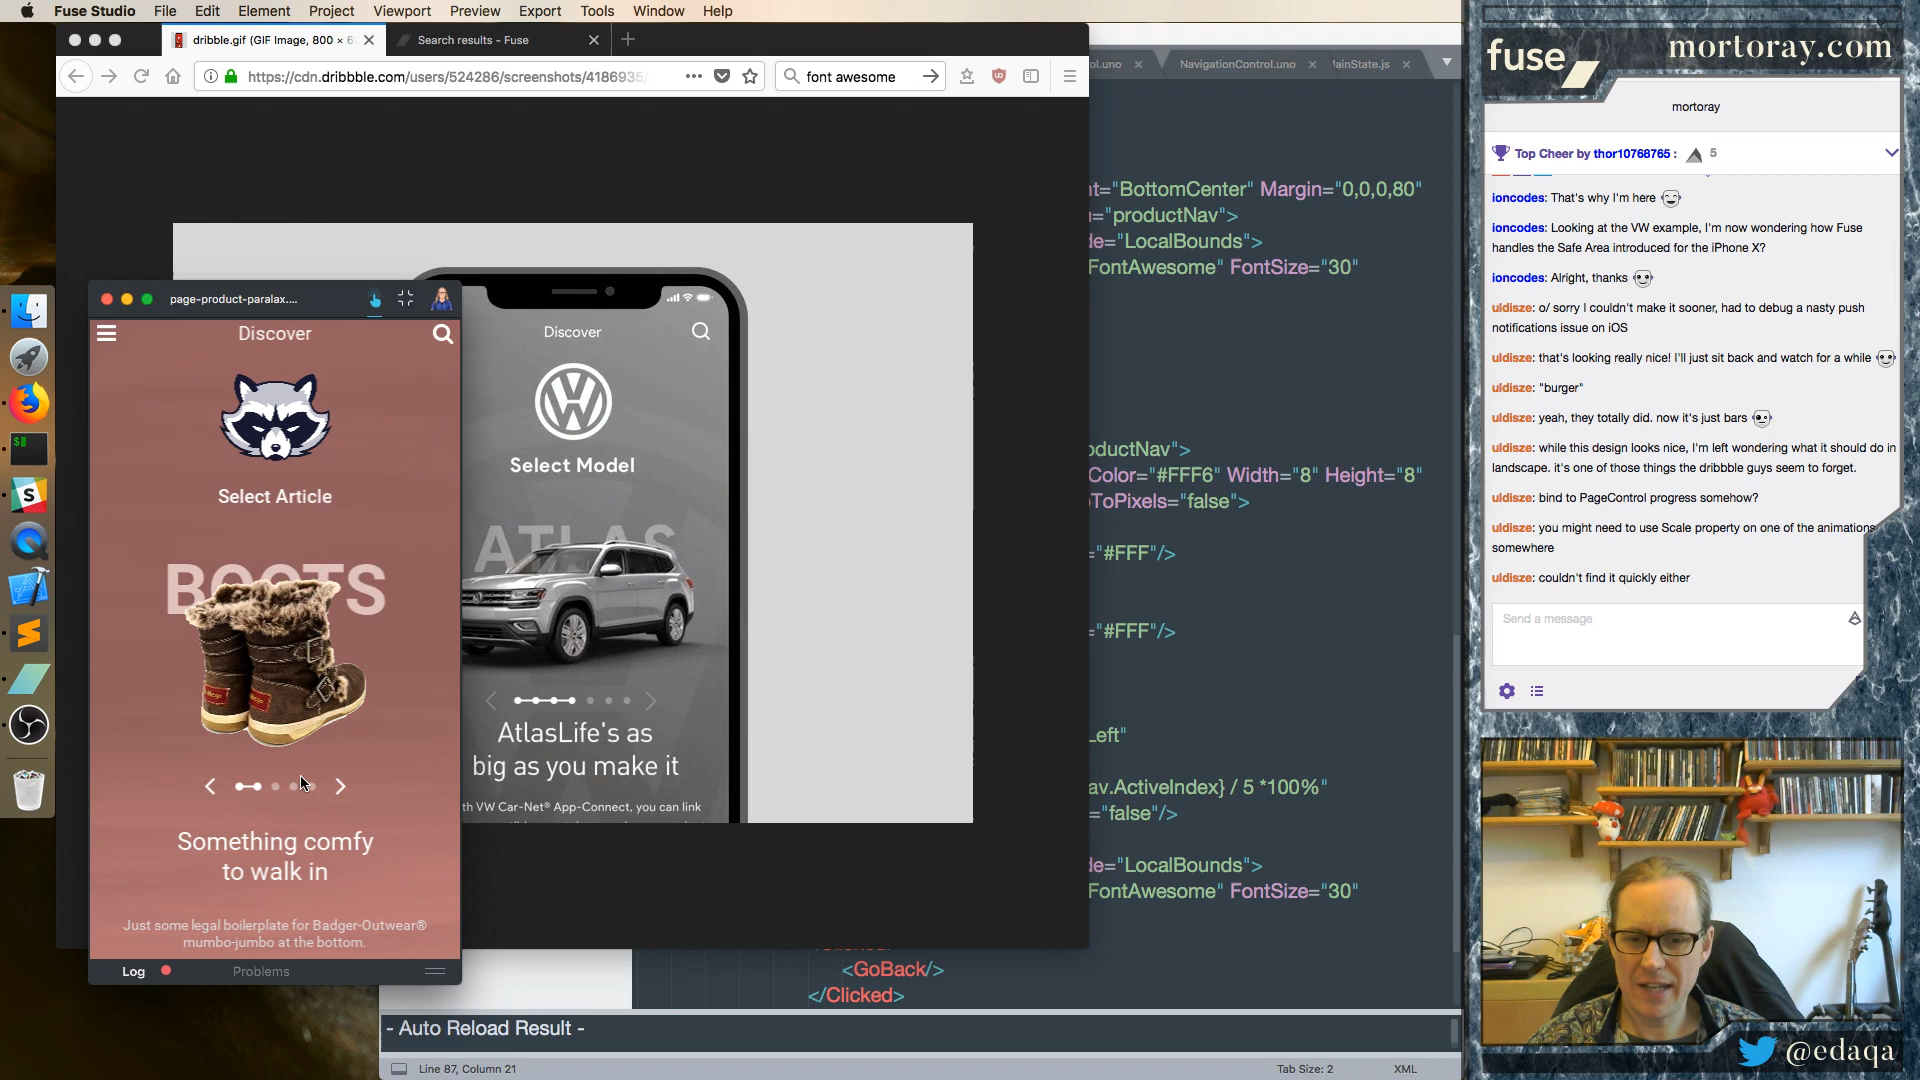 Fuse Studio File Edit Element Project Viewport Preview Export Tools Window Help
dribble.gif (GIF Image, 800 × 6
Search results - Fuse
https://cdn.dribbble.com/users/524286/screenshots/4186935/
font awesome
ol.uno
NavigationControl.uno
MainState.js
nt="BottomCenter" Margin="0,0,0,80"
="productNav">
de="LocalBounds">
FontAwesome" FontSize="30"
page-product-paralax....
Discover
Select Article
BOOTS
Something comfy
to walk in
Just some legal boilerplate for Badger-Outwear®
mumbo-jumbo at the bottom.
Log
Problems
Discover
Select Model
ATLAS
AtlasLife's as
big as you make it
th VW Car-Net® App-Connect, you can link
oductNav">
Color="#FFF6" Width="8" Height="8"
pToPixels="false">
="#FFF"/>
="#FFF"/>
Left"
av.ActiveIndex} / 5 *100%"
="false"/>
de="LocalBounds">
FontAwesome" FontSize="30"
<GoBack/>
</Clicked>
- Auto Reload Result -
Line 87, Column 21
Tab Size: 2
XML
fuse
mortoray.com
mortoray
Top Cheer by thor10768765 : 5
ioncodes: That's why I'm here
ioncodes: Looking at the VW example, I'm now wondering how Fuse
handles the Safe Area introduced for the iPhone X?
ioncodes: Alright, thanks
uldisze: o/ sorry I couldn't make it sooner, had to debug a nasty push
notifications issue on iOS
uldisze: that's looking really nice! I'll just sit back and watch for a while
uldisze: "burger"
uldisze: yeah, they totally did. now it's just bars
uldisze: while this design looks nice, I'm left wondering what it should do in
landscape. it's one of those things the dribbble guys seem to forget.
uldisze: bind to PageControl progress somehow?
uldisze: you might need to use Scale property on one of the animations
somewhere
uldisze: couldn't find it quickly either
Send a message
@edaqa